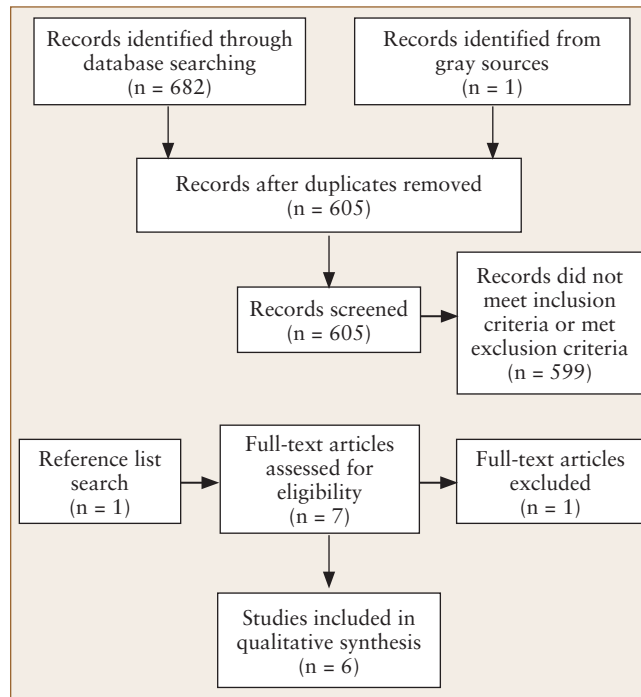 Records identified through
database searching
(n = 682)
Records identified from
gray sources
(n = 1)
Records after duplicates removed
(n = 605)
Records screened
(n = 605)
Records did not
meet inclusion
criteria or met
exclusion criteria
(n = 599)
Reference list
search
(n = 1)
Full-text articles
assessed for
eligibility
(n = 7)
Full-text articles
excluded
(n = 1)
Studies included in
qualitative synthesis
(n = 6)